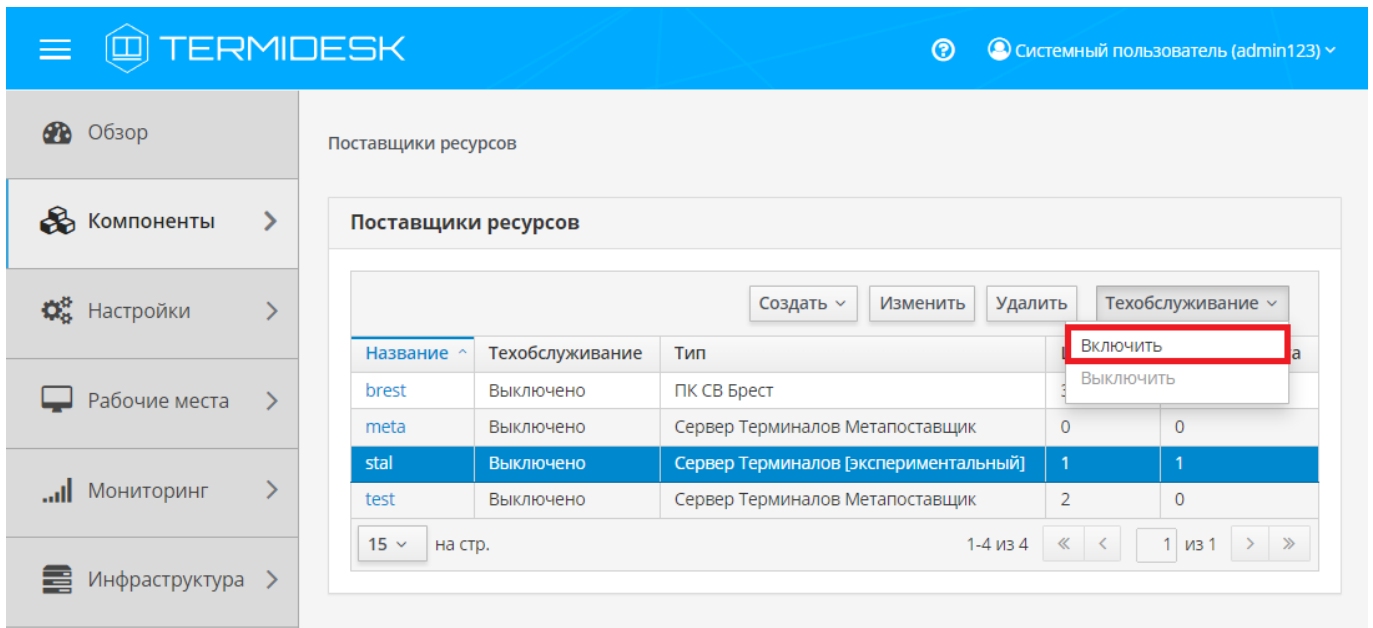 TERMIDESK
Системный пользователь (admin123)
Обзор
Компоненты
Настройки
Рабочие места
Мониторинг
Инфраструктура
Поставщики ресурсов
Поставщики ресурсов
Создать Изменить Удалить Техобслуживание
Включить
Выключить
Название Техобслуживание Тип
brest Выключено ПК СВ Брест
meta Выключено Сервер Терминалов Метапоставщик 0 0
stal Выключено Сервер Терминалов [экспериментальный] 1 1
test Выключено Сервер Терминалов Метапоставщик 2 0
15 на стр. 1-4 из 4 « < 1 из 1 > »